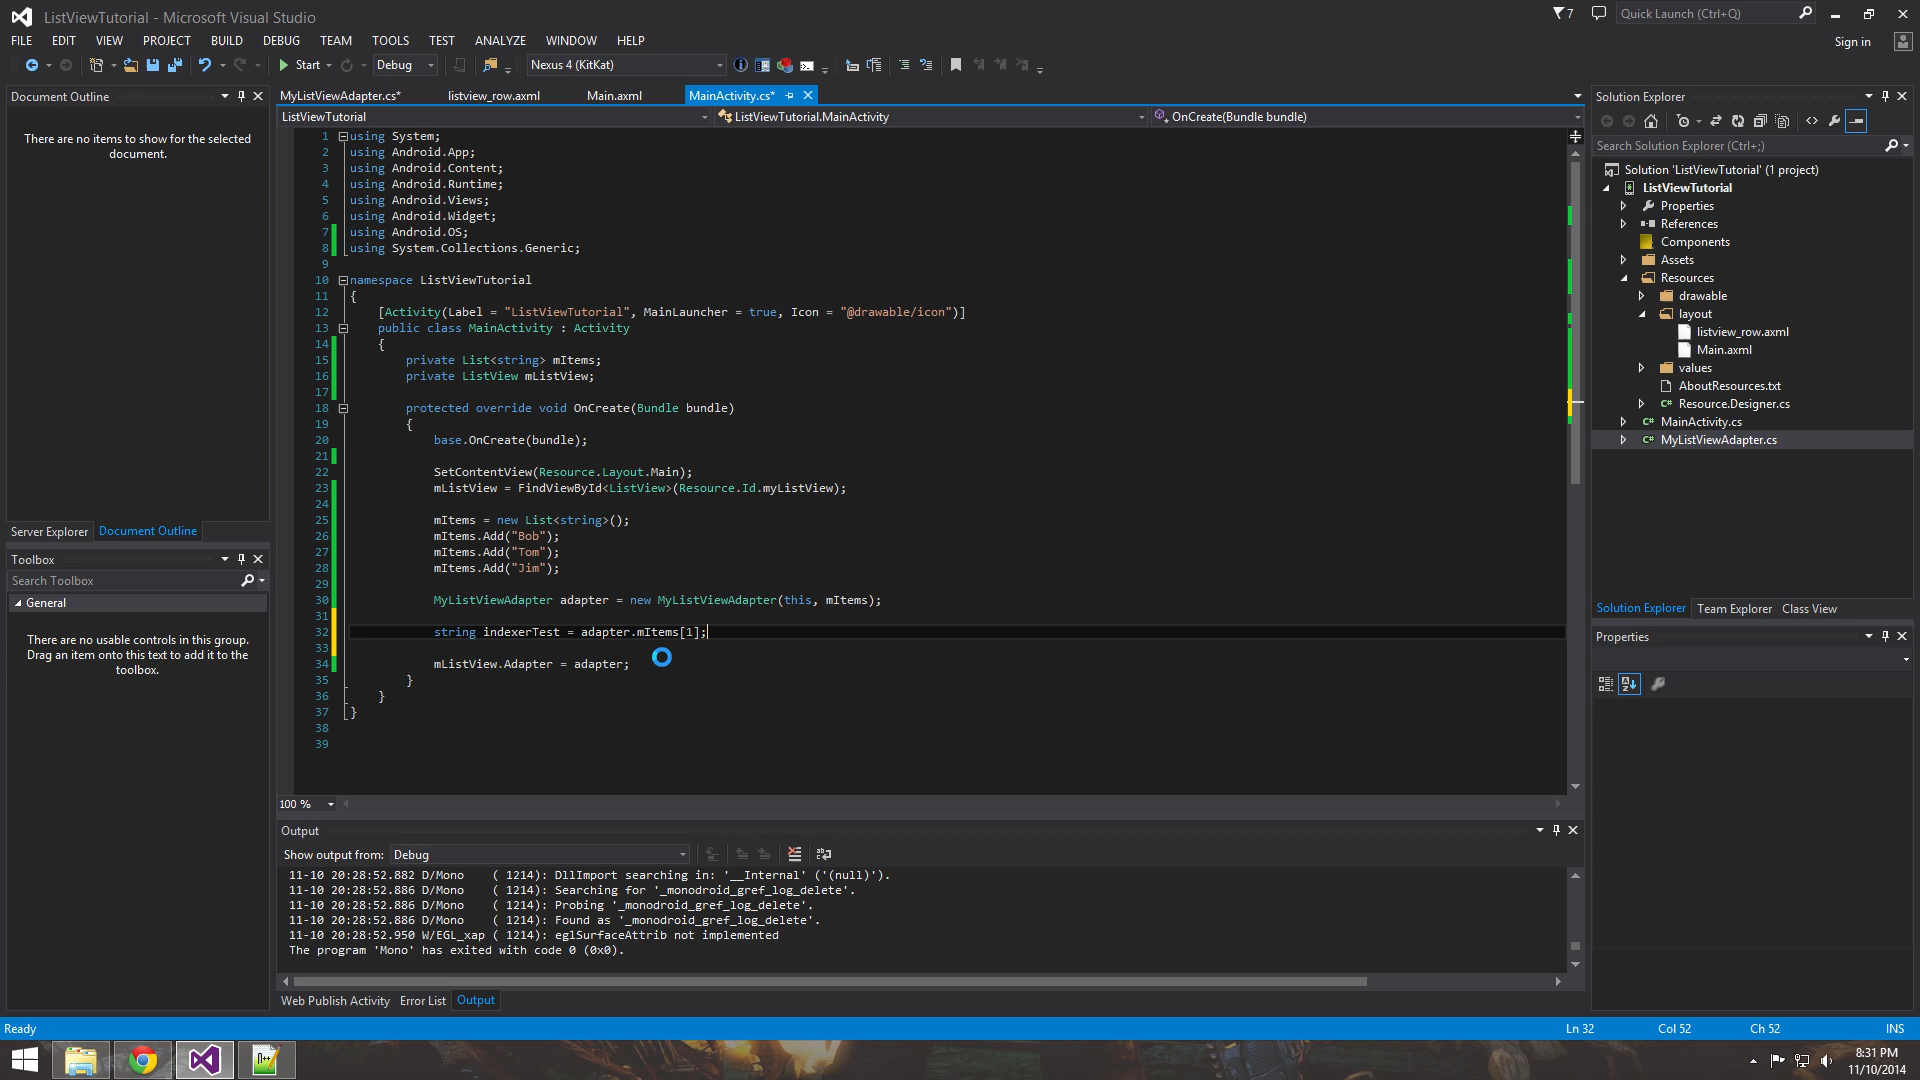 ListViewTutorial - Microsoft Visual Studio
7
Quick Launch (Ctrl+Q)
FILE EDIT VIEW PROJECT BUILD DEBUG TEAM TOOLS TEST ANALYZE WINDOW HELP
Sign in
Start Debug Nexus 4 (KitKat)
Document Outline
There are no items to show for the selected
document.
Server Explorer Document Outline
Toolbox
Search Toolbox
General
There are no usable controls in this group.
Drag an item onto this text to add it to the
toolbox.
MyListViewAdapter.cs* listview_row.axml Main.axml MainActivity.cs*
ListViewTutorial ListViewTutorial.MainActivity OnCreate(Bundle bundle)
1 using System;
2 using Android.App;
3 using Android.Content;
4 using Android.Runtime;
5 using Android.Views;
6 using Android.Widget;
7 using Android.OS;
8 using System.Collections.Generic;
9
10 namespace ListViewTutorial
11 {
12 [Activity(Label = "ListViewTutorial", MainLauncher = true, Icon = "@drawable/icon")]
13 public class MainActivity : Activity
14 {
15 private List<string> mItems;
16 private ListView mListView;
17
18 protected override void OnCreate(Bundle bundle)
19 {
20 base.OnCreate(bundle);
21
22 SetContentView(Resource.Layout.Main);
23 mListView = FindViewById<ListView>(Resource.Id.myListView);
24
25 mItems = new List<string>();
26 mItems.Add("Bob");
27 mItems.Add("Tom");
28 mItems.Add("Jim");
29
30 MyListViewAdapter adapter = new MyListViewAdapter(this, mItems);
31
32 string indexerTest = adapter.mItems[1];
33
34 mListView.Adapter = adapter;
35 }
36 }
37 }
38
39
100 %
Output
Show output from: Debug
11-10 20:28:52.882 D/Mono ( 1214): DllImport searching in: '__Internal' ('(null)').
11-10 20:28:52.886 D/Mono ( 1214): Searching for '_monodroid_gref_log_delete'.
11-10 20:28:52.886 D/Mono ( 1214): Probing '_monodroid_gref_log_delete'.
11-10 20:28:52.886 D/Mono ( 1214): Found as '_monodroid_gref_log_delete'.
11-10 20:28:52.950 W/EGL_xap ( 1214): eglSurfaceAttrib not implemented
The program 'Mono' has exited with code 0 (0x0).
Web Publish Activity Error List Output
Solution Explorer
Search Solution Explorer (Ctrl+;)
Solution 'ListViewTutorial' (1 project)
ListViewTutorial
Properties
References
Components
Assets
Resources
drawable
layout
listview_row.axml
Main.axml
values
AboutResources.txt
C# Resource.Designer.cs
C# MainActivity.cs
C# MyListViewAdapter.cs
Solution Explorer Team Explorer Class View
Properties
Ready Ln 32 Col 52 Ch 52 INS
8:31 PM
11/10/2014